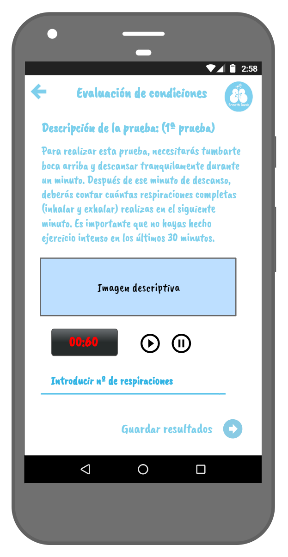 2:58
Evaluación de condiciones
Descripción de la prueba: (1ª prueba)
Para realizar esta prueba, necesitarás tumbarte
boca arriba y descansar tranquilamente durante
un minuto. Después de ese minuto de descanso,
deberás contar cuántas respiraciones completas
(inhalar y exhalar) realizas en el siguiente
minuto. Es importante que no hayas hecho
ejercicio intenso en los últimos 30 minutos.
Imagen descriptiva
00:60
Introducir nº de respiraciones
Guardar resultados